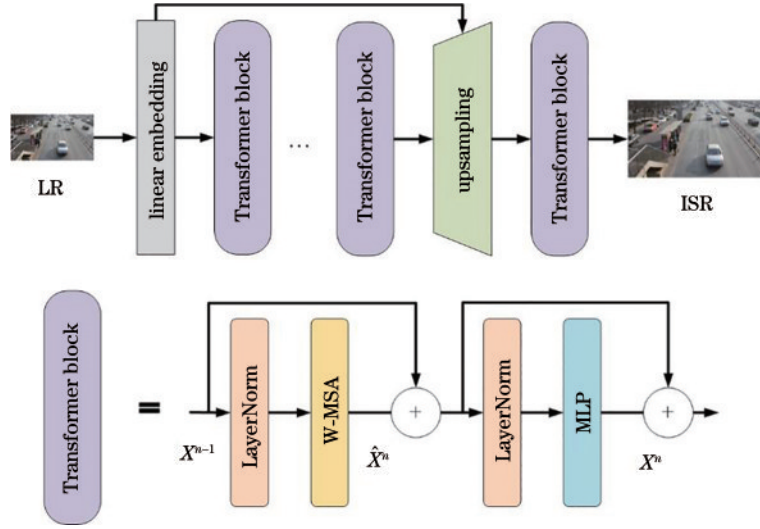 LR
linear embedding
Transformer block
...
Transformer block
upsampling
Transformer block
ISR
Transformer block
=
X^{n-1}
LayerNorm
W-MSA
X̂^n
+
LayerNorm
MLP
X^n
+